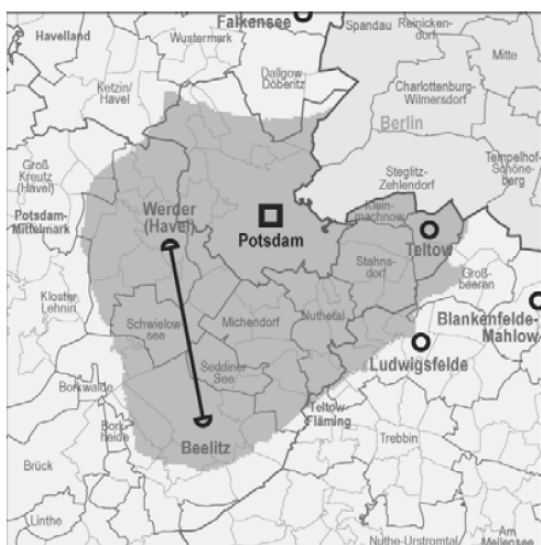 Falkensee
Havelland
Wustermark
Spandau
Reinicken-
dorf
Mitte
Dallgow-
Döberitz
Ketzin/
Havel
Charlottenburg-
Wilmersdorf
Berlin
Groß
Kreutz
(Havel)
Steglitz-
Zehlendorf
Tempelhof-
Schöne-
berg
Potsdam-
Mittelmark
Werder
(Havel)
Klein-
machnow
Potsdam
Teltow
Stahns-
dorf
Groß-
beeren
Kloster
Lehnin
Schwielow-
see
Michendorf
Nuthetal
Blankenfelde-
Mahlow
Seddiner
See
Ludwigsfelde
Borkwalde
Bork-
heide
Teltow
Fläming
Beelitz
Trebbin
Brück
Linthe
Nuthe-Urstromtal
Am
Mellensee